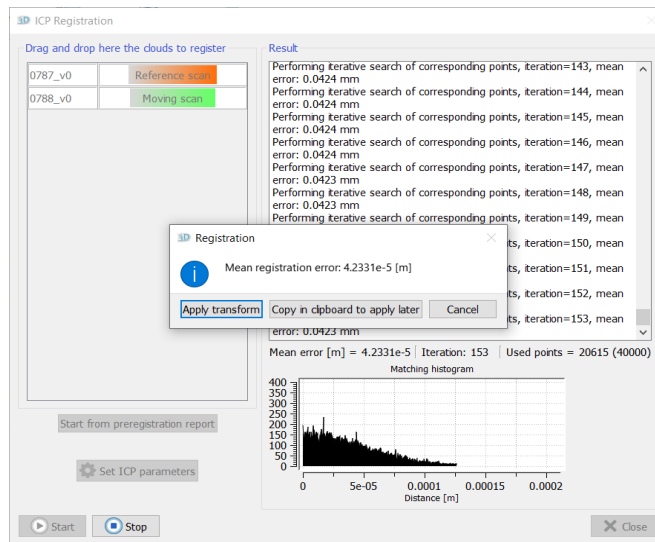 3D ICP Registration
Drag and drop here the clouds to register
0787_v0 Reference scan
0788_v0 Moving scan
Start from preregistration report
Set ICP parameters
Start
Stop
Result
Performing iterative search of corresponding points, iteration=143, mean
error: 0.0424 mm
Performing iterative search of corresponding points, iteration=144, mean
error: 0.0424 mm
Performing iterative search of corresponding points, iteration=145, mean
error: 0.0424 mm
Performing iterative search of corresponding points, iteration=146, mean
error: 0.0424 mm
Performing iterative search of corresponding points, iteration=147, mean
error: 0.0423 mm
Performing iterative search of corresponding points, iteration=148, mean
error: 0.0423 mm
Performing iterative search of corresponding points, iteration=149, mean
nts, iteration=150, mean
nts, iteration=151, mean
nts, iteration=152, mean
nts, iteration=153, mean
error: 0.0423 mm
3D Registration
i
Mean registration error: 4.2331e-5 [m]
Apply transform
Copy in clipboard to apply later
Cancel
Mean error [m] = 4.2331e-5 Iteration: 153 Used points = 20615 (40000)
Matching histogram
400
350
300
250
200
150
100
50
0
0 5e-05 0.0001 0.00015 0.0002
Distance [m]
Close